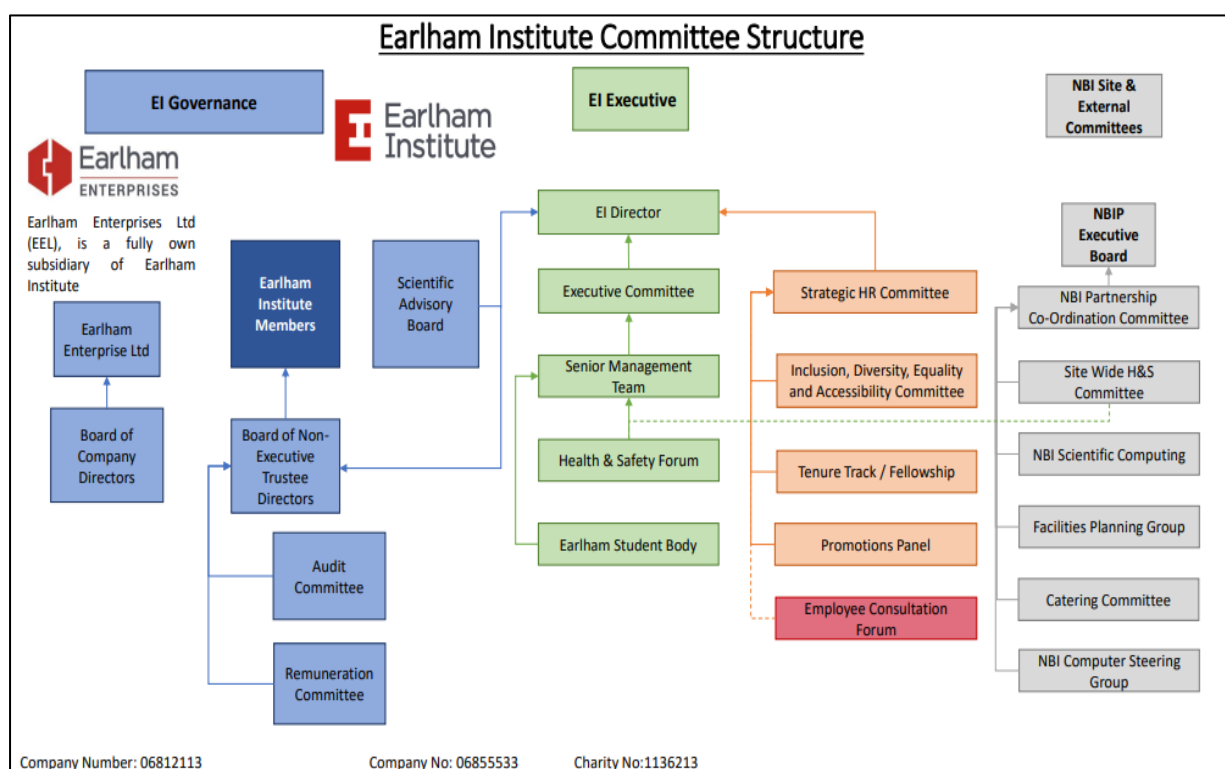 Earlham Institute Committee Structure
EI Governance
EI Executive
NBI Site &
External
Committees
Earlham
Institute
Earlham
ENTERPRISES
Earlham Enterprises Ltd
(EEL), is a fully own
subsidiary of Earlham
Institute
Earlham
Enterprise Ltd
Board of
Company
Directors
Earlham
Institute
Members
Board of Non-
Executive
Trustee
Directors
Audit
Committee
Remuneration
Committee
Scientific
Advisory
Board
EI Director
Executive Committee
Senior Management
Team
Health & Safety Forum
Earlham Student Body
Strategic HR Committee
Inclusion, Diversity, Equality
and Accessibility Committee
Tenure Track / Fellowship
Promotions Panel
Employee Consultation
Forum
NBIP
Executive
Board
NBI Partnership
Co-Ordination Committee
Site Wide H&S
Committee
NBI Scientific Computing
Facilities Planning Group
Catering Committee
NBI Computer Steering
Group
Company Number: 06812113
Company No: 06855533
Charity No:1136213